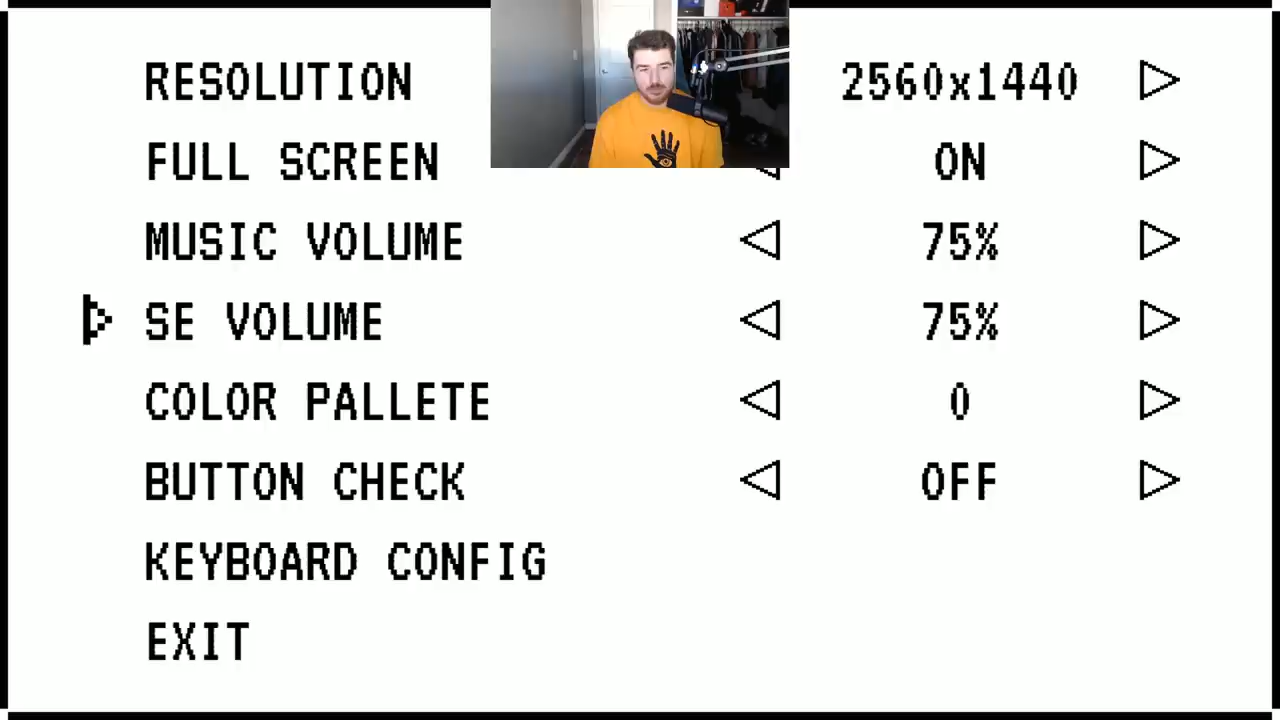 RESOLUTION 2560x1440
FULL SCREEN ON
MUSIC VOLUME 75%
SE VOLUME 75%
COLOR PALLETE 0
BUTTON CHECK OFF
KEYBOARD CONFIG
EXIT